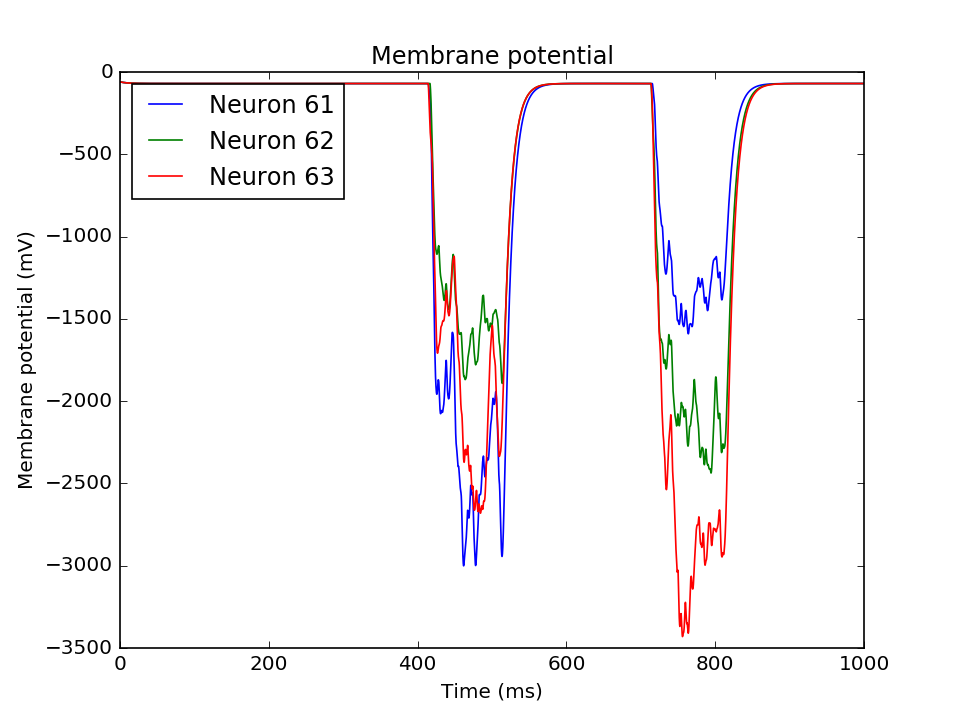 Membrane potential
0
−500
−1000
−1500
−2000
−2500
−3000
−3500
Membrane potential (mV)
Neuron 61
Neuron 62
Neuron 63
0 200 400 600 800 1000
Time (ms)